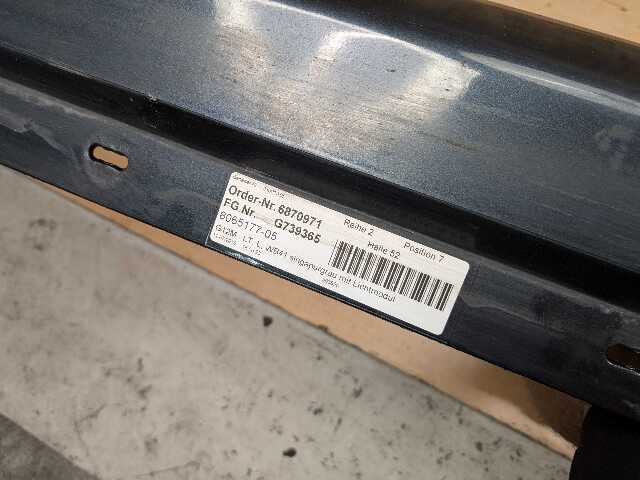 Order-Nr. 6870971
Reihe 2
Position 7
FG Nr. G739365
Halle 52
8065177-05
G12M LT. L. WB41 singapurgrau mit Lichtmodul